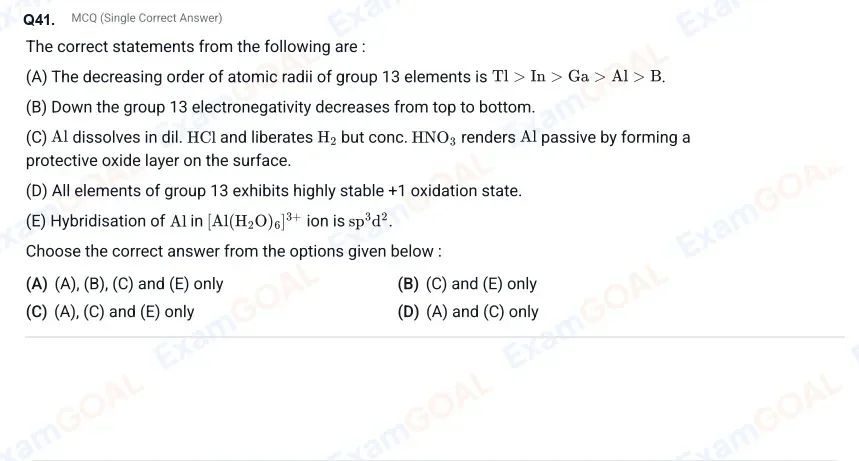 Q41. MCQ (Single Correct Answer)
The correct statements from the following are :
(A) The decreasing order of atomic radii of group 13 elements is Tl > In > Ga > Al > B.
(B) Down the group 13 electronegativity decreases from top to bottom.
(C) Al dissolves in dil. HCl and liberates H₂ but conc. HNO₃ renders Al passive by forming a
protective oxide layer on the surface.
(D) All elements of group 13 exhibits highly stable +1 oxidation state.
(E) Hybridisation of Al in [Al(H₂O)₆]³⁺ ion is sp³d².
Choose the correct answer from the options given below :
(A) (A), (B), (C) and (E) only
(B) (C) and (E) only
(C) (A), (C) and (E) only
(D) (A) and (C) only
ExamGOAL